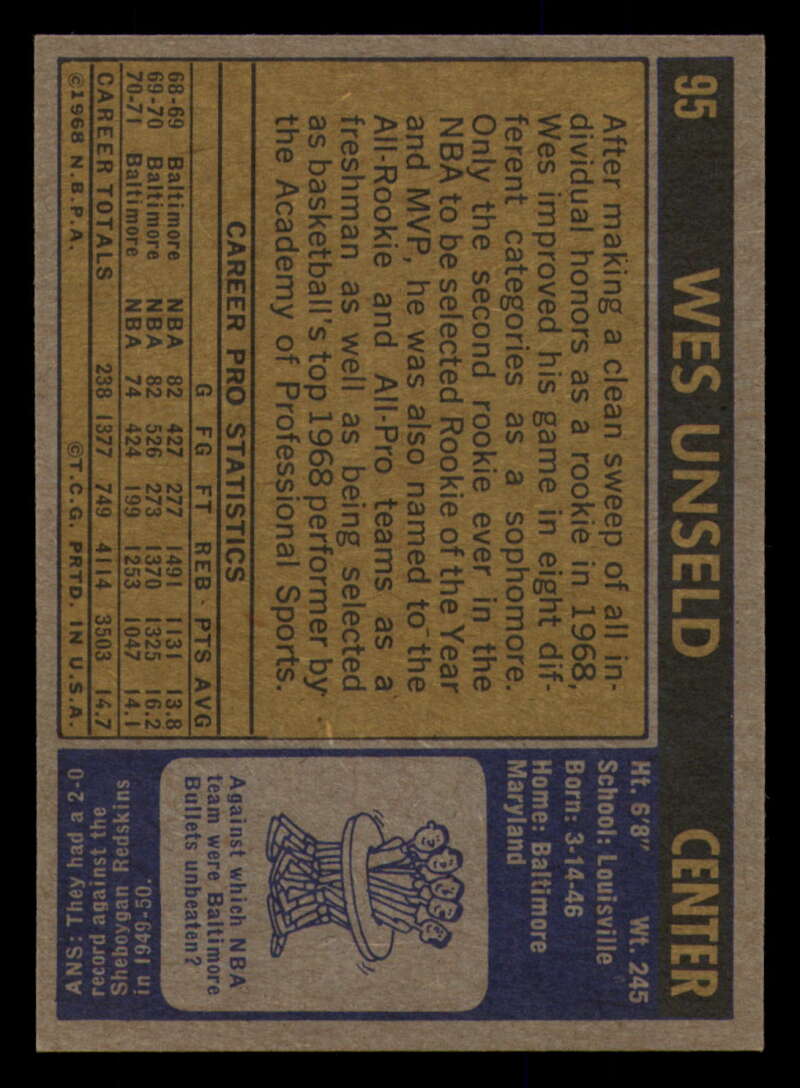 95 WES UNSELD CENTER
After making a clean sweep of all in-
dividual honors as a rookie in 1968,
Wes improved his game in eight dif-
ferent categories as a sophomore.
Only the second rookie ever in the
NBA to be selected Rookie of the Year
and MVP, he was also named to the
All-Rookie and All-Pro teams as a
freshman as well as being selected
as basketball's top 1968 performer by
the Academy of Professional Sports.
CAREER PRO STATISTICS
G FG FT REB PTS AVG
68-69 Baltimore NBA 82 427 277 1491 1131 13.8
69-70 Baltimore NBA 82 526 273 1370 1325 16.2
70-71 Baltimore NBA 74 424 199 1253 1047 14.1
CAREER TOTALS 238 1377 749 4114 3503 14.7
©1968 N.B.P.A. ©T.C.G. PRTD. IN U.S.A.
Ht. 6'8" Wt. 245
School: Louisville
Born: 3-14-46
Home: Baltimore
Maryland
Against which NBA
team were Baltimore
Bullets unbeaten?
ANS: They had a 2-0
record against the
Sheboygan Redskins
in 1949-50.